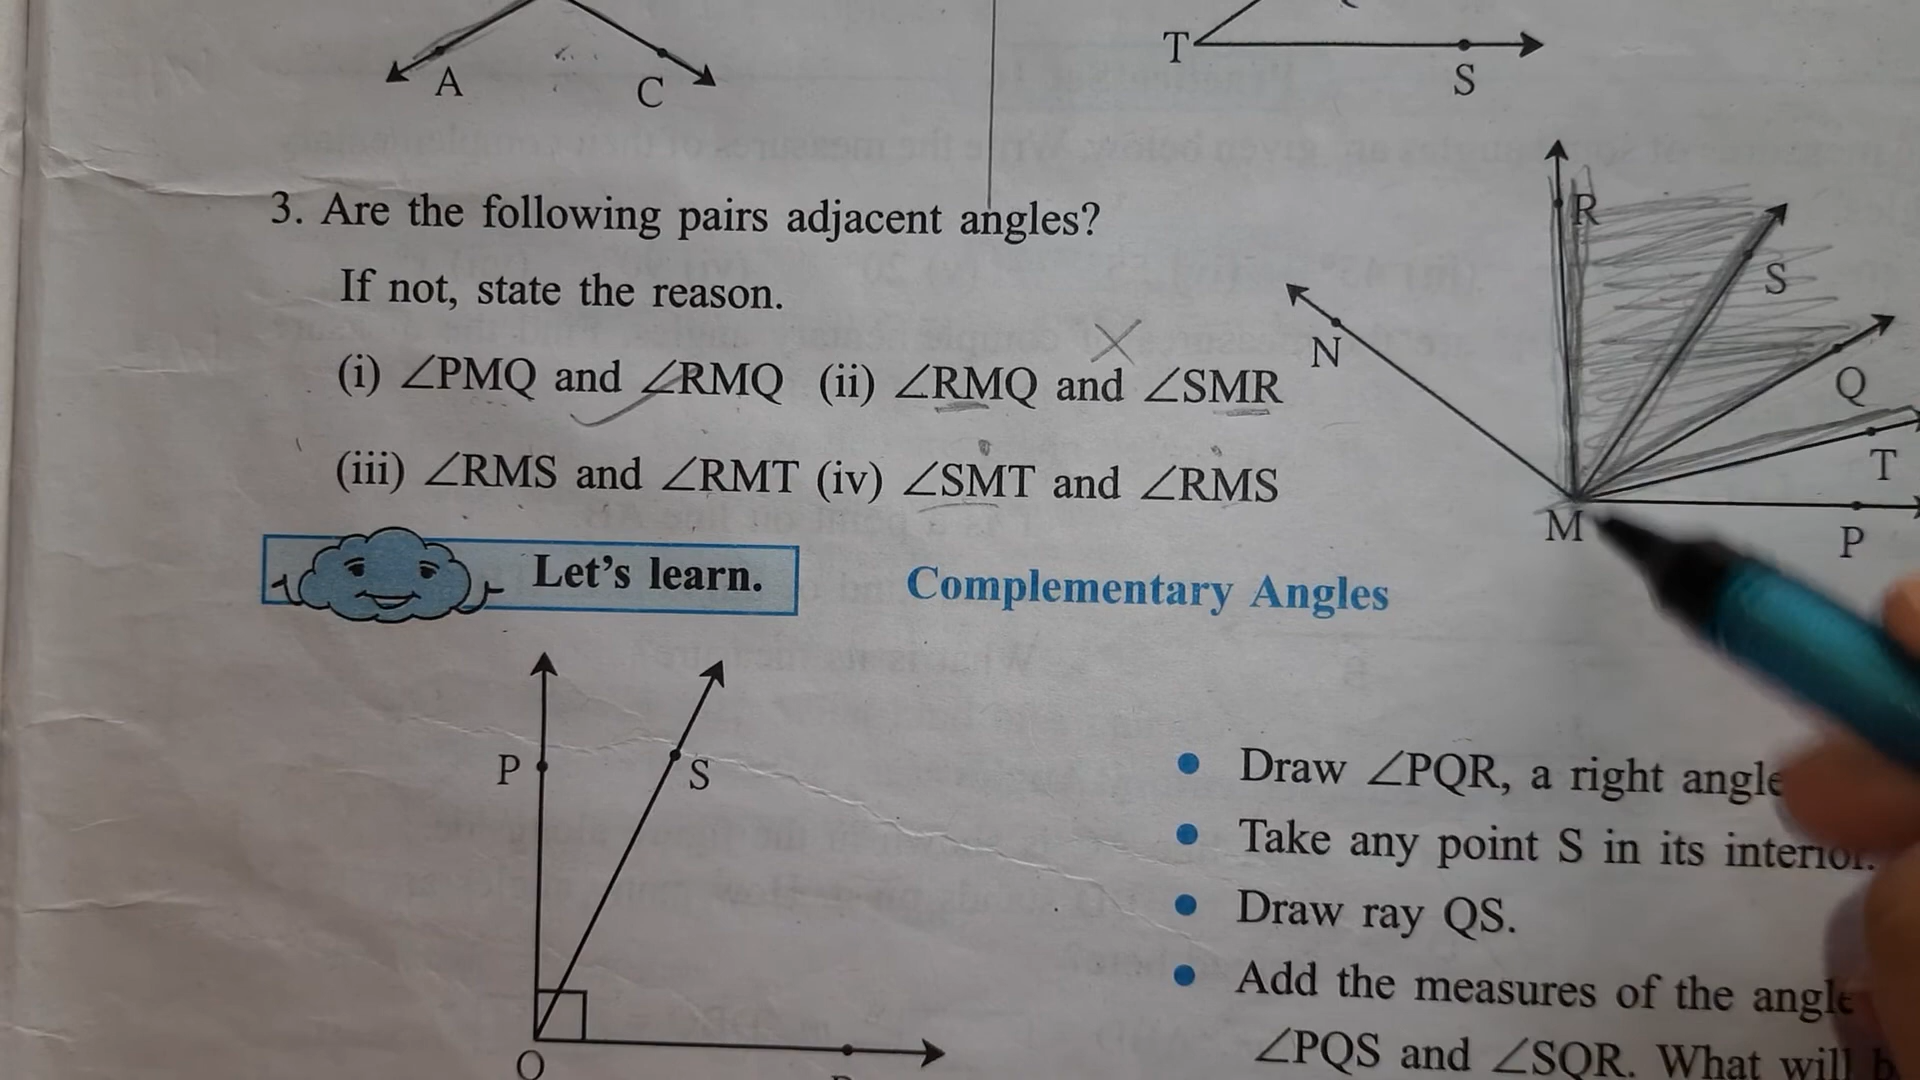 A
C
T
S
3. Are the following pairs adjacent angles?
If not, state the reason.
(i) ∠PMQ and ∠RMQ (ii) ∠RMQ and ∠SMR
(iii) ∠RMS and ∠RMT (iv) ∠SMT and ∠RMS
R
S
N
Q
T
M
P
Let's learn.
Complementary Angles
P
S
• Draw ∠PQR, a right angle
• Take any point S in its interior.
• Draw ray QS.
• Add the measures of the angle
∠PQS and ∠SQR. What will